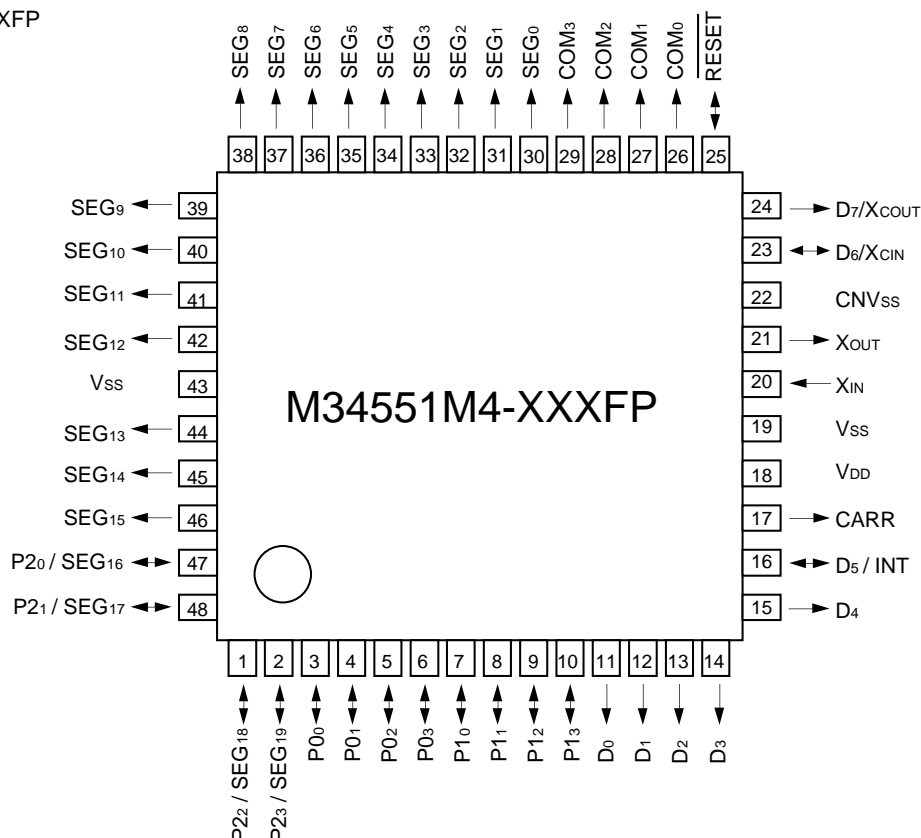 XFP
SEG8
SEG7
SEG6
SEG5
SEG4
SEG3
SEG2
SEG1
SEG0
COM3
COM2
COM1
COM0
RESET
38 37 36 35 34 33 32 31 30 29 28 27 26 25
SEG9 39
SEG10 40
SEG11 41
SEG12 42
VSS 43
SEG13 44
SEG14 45
SEG15 46
P20 / SEG16 47
P21 / SEG17 48
M34551M4-XXXFP
24 D7/XCOUT
23 D6/XCIN
22 CNVSS
21 XOUT
20 XIN
19 VSS
18 VDD
17 CARR
16 D5 / INT
15 D4
1 2 3 4 5 6 7 8 9 10 11 12 13 14
P22 / SEG18
P23 / SEG19
P00
P01
P02
P03
P10
P11
P12
P13
D0
D1
D2
D3